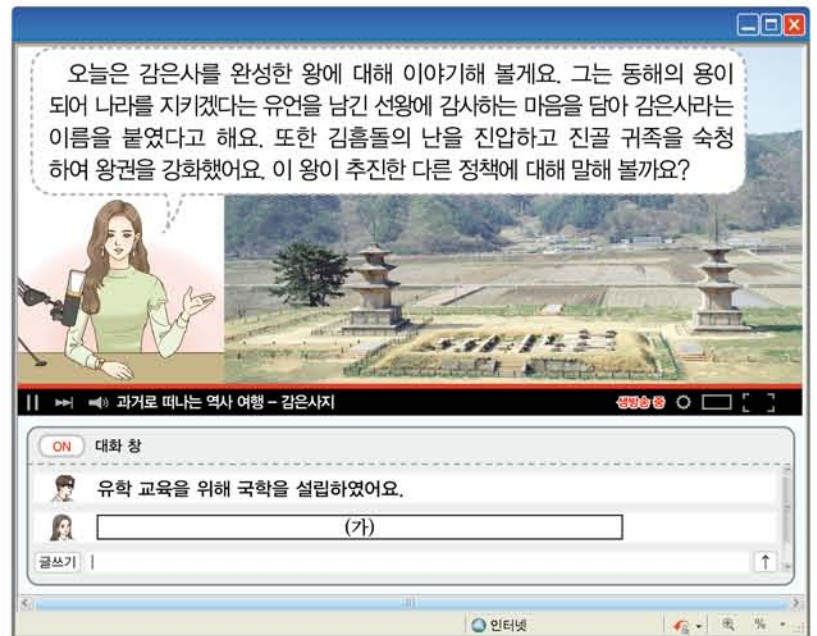 오늘은 감은사를 완성한 왕에 대해 이야기해 볼게요. 그는 동해의 용이
되어 나라를 지키겠다는 유언을 남긴 선왕에 감사하는 마음을 담아 감은사라는
이름을 붙였다고 해요. 또한 김흠돌의 난을 진압하고 진골 귀족을 숙청
하여 왕권을 강화했어요. 이 왕이 추진한 다른 정책에 대해 말해 볼까요?
과거로 떠나는 역사 여행 – 감은사지
생방송 중
ON 대화 창
유학 교육을 위해 국학을 설립하였어요.
(가)
글쓰기
인터넷
%